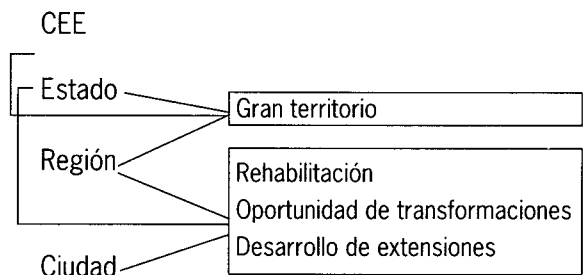 CEE
Estado
Gran territorio
Región
Rehabilitación
Oportunidad de transformaciones
Desarrollo de extensiones
Ciudad